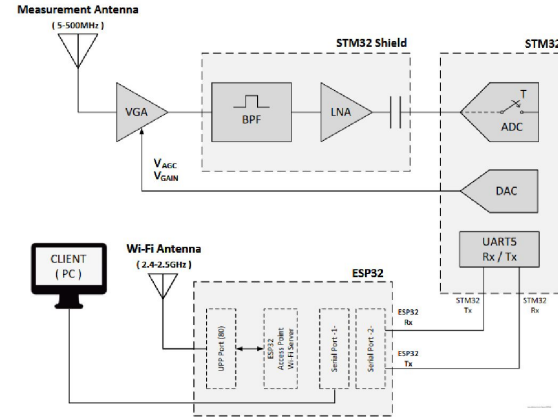 Measurement Antenna
( 5-500MHz )
STM32 Shield
STM32
VGA
BPF
LNA
T
ADC
VAGC
VGAIN
DAC
UART5
Rx / Tx
STM32
Tx
STM32
Rx
CLIENT
( PC )
Wi-Fi Antenna
(2.4-2.5GHz )
ESP32
UPP Port (80)
ESP32
Access Point
Wi-Fi Server
Serial Port -1-
Serial Port -2-
ESP32
Rx
ESP32
Tx